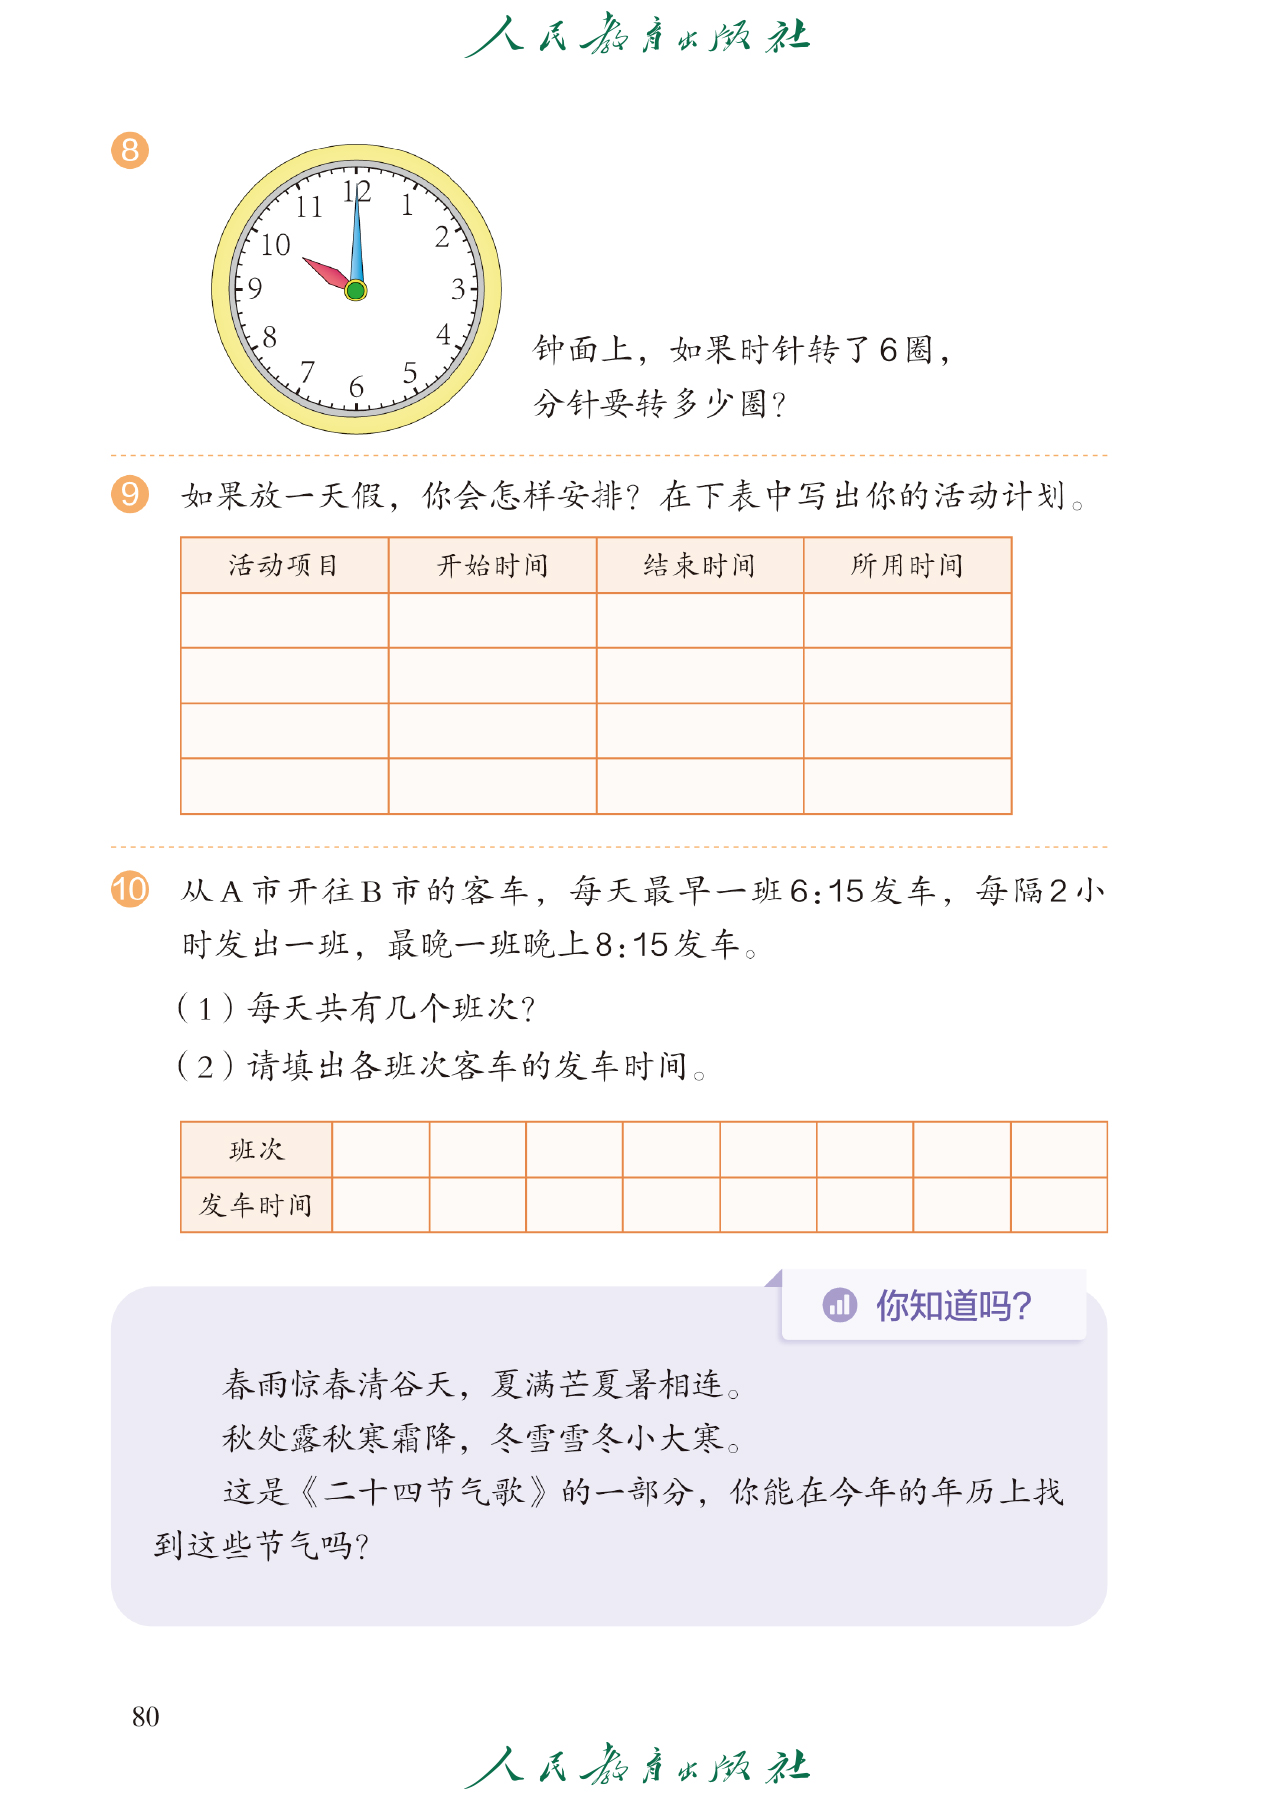 人民教育出版社
8
12
11
1
10
2
9
3
8
4
7
5
6
钟面上，如果时针转了6圈，
分针要转多少圈？
9 如果放一天假，你会怎样安排？在下表中写出你的活动计划。
活动项目 开始时间 结束时间 所用时间
10 从A市开往B市的客车，每天最早一班6:15发车，每隔2小
时发出一班，最晚一班晚上8:15发车。
（1）每天共有几个班次？
（2）请填出各班次客车的发车时间。
班次
发车时间
你知道吗？
春雨惊春清谷天，夏满芒夏暑相连。
秋处露秋寒霜降，冬雪雪冬小大寒。
这是《二十四节气歌》的一部分，你能在今年的年历上找
到这些节气吗？
80
人民教育出版社